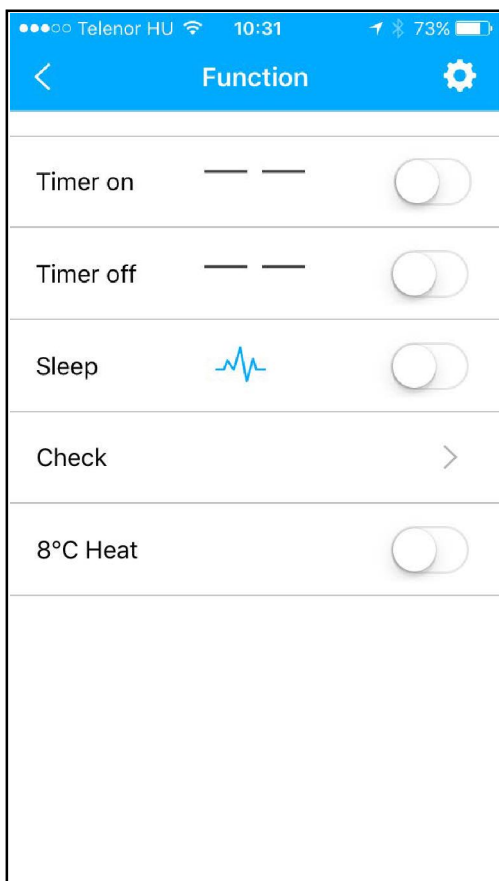 Telenor HU 10:31 73%
Function
Timer on — —
Timer off — —
Sleep
Check
8°C Heat